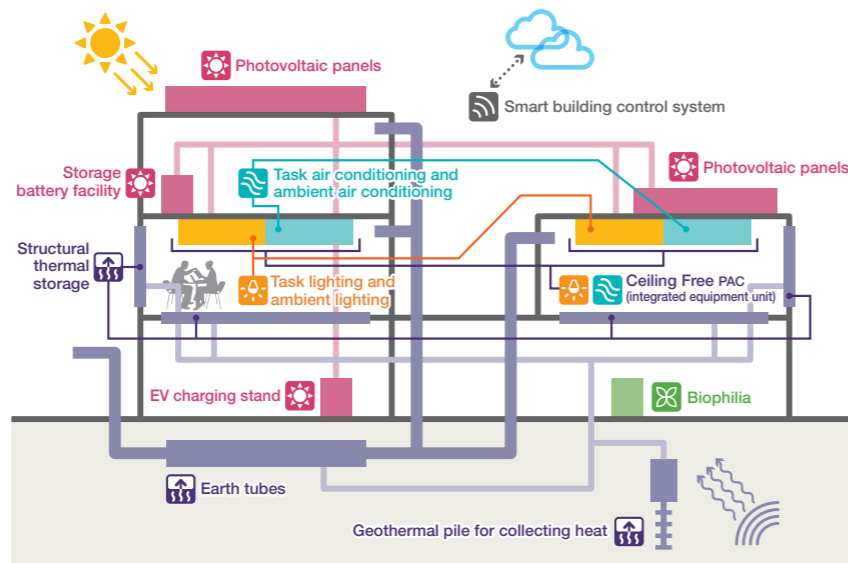 Photovoltaic panels
Smart building control system
Storage
battery facility
Task air conditioning and
ambient air conditioning
Photovoltaic panels
Structural
thermal
storage
Task lighting and
ambient lighting
Ceiling Free PAC
(integrated equipment unit)
EV charging stand
Biophilia
Earth tubes
Geothermal pile for collecting heat